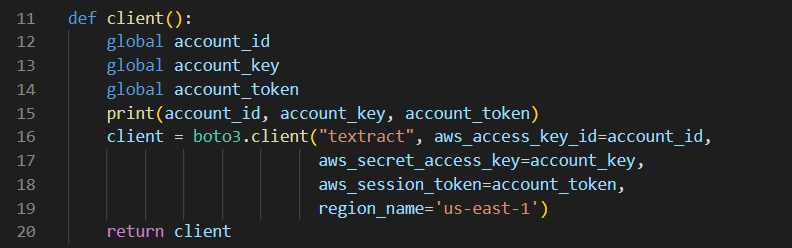 11 def client():
12     global account_id
13     global account_key
14     global account_token
15     print(account_id, account_key, account_token)
16     client = boto3.client("textract", aws_access_key_id=account_id,
17                           aws_secret_access_key=account_key,
18                           aws_session_token=account_token,
19                           region_name='us-east-1')
20     return client